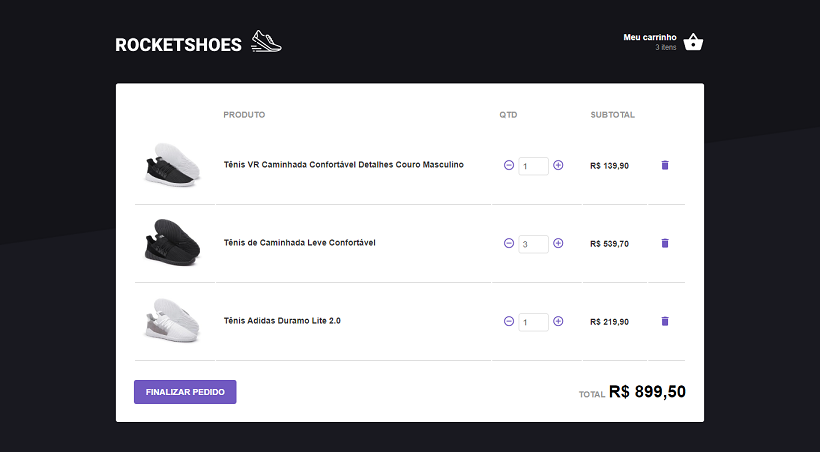 ROCKETSHOES
Meu carrinho
3 itens
PRODUTO QTD SUBTOTAL
Tênis VR Caminhada Confortável Detalhes Couro Masculino 1 R$ 139,90
Tênis de Caminhada Leve Confortável 3 R$ 539,70
Tênis Adidas Duramo Lite 2.0 1 R$ 219,90
FINALIZAR PEDIDO TOTAL R$ 899,50